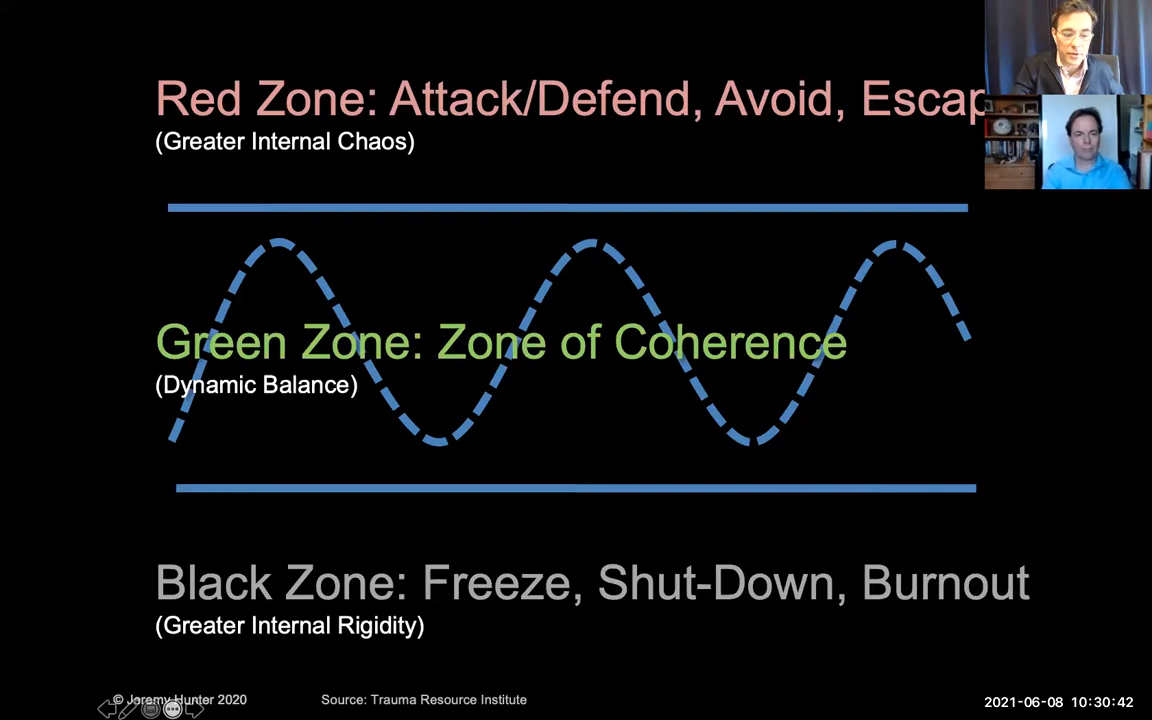 Red Zone: Attack/Defend, Avoid, Escap
(Greater Internal Chaos)
Green Zone: Zone of Coherence
(Dynamic Balance)
Black Zone: Freeze, Shut-Down, Burnout
(Greater Internal Rigidity)
© Jeremy Hunter 2020
Source: Trauma Resource Institute
2021-06-08 10:30:42